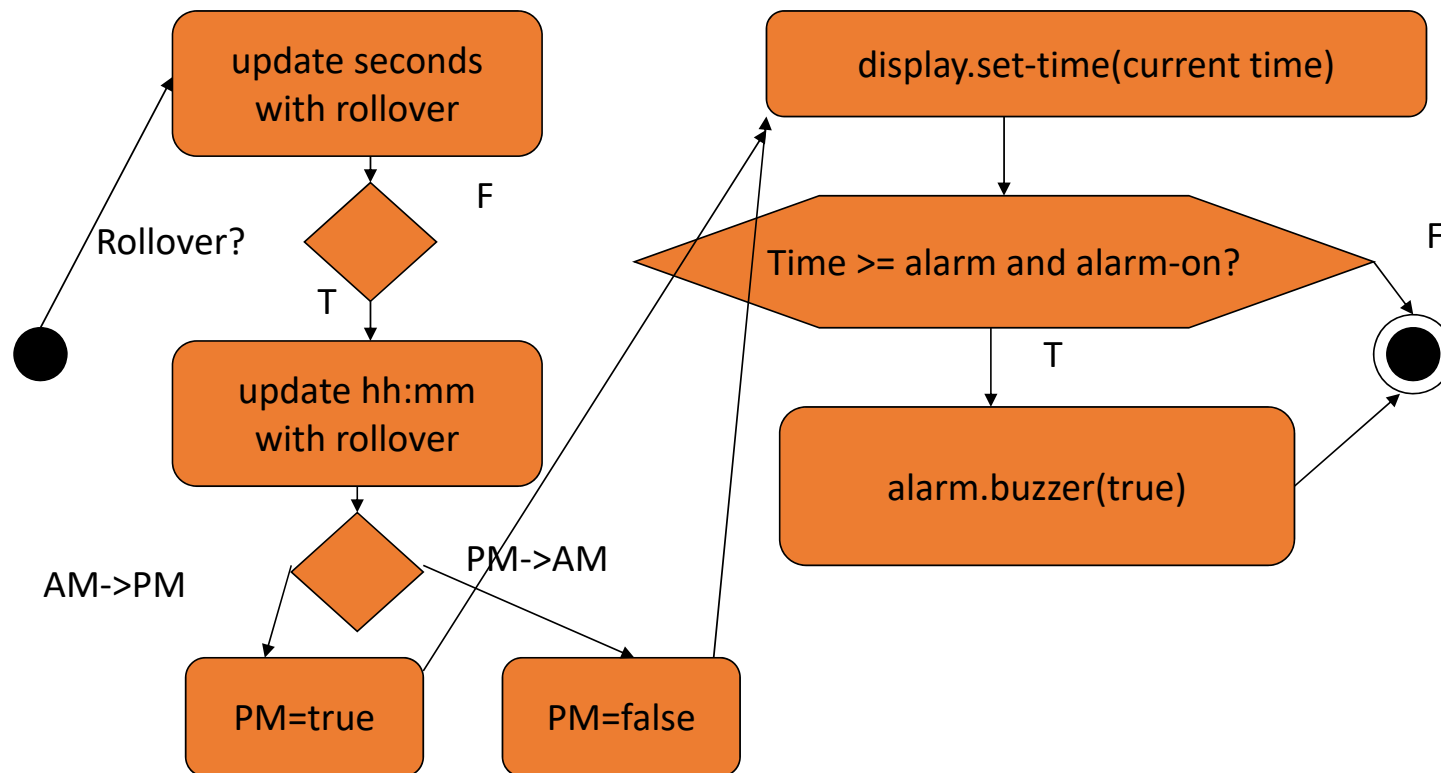 update seconds
with rollover
F
Rollover?
T
update hh:mm
with rollover
PM->AM
AM->PM
PM=true
PM=false
display.set-time(current time)
Time >= alarm and alarm-on?
F
T
alarm.buzzer(true)